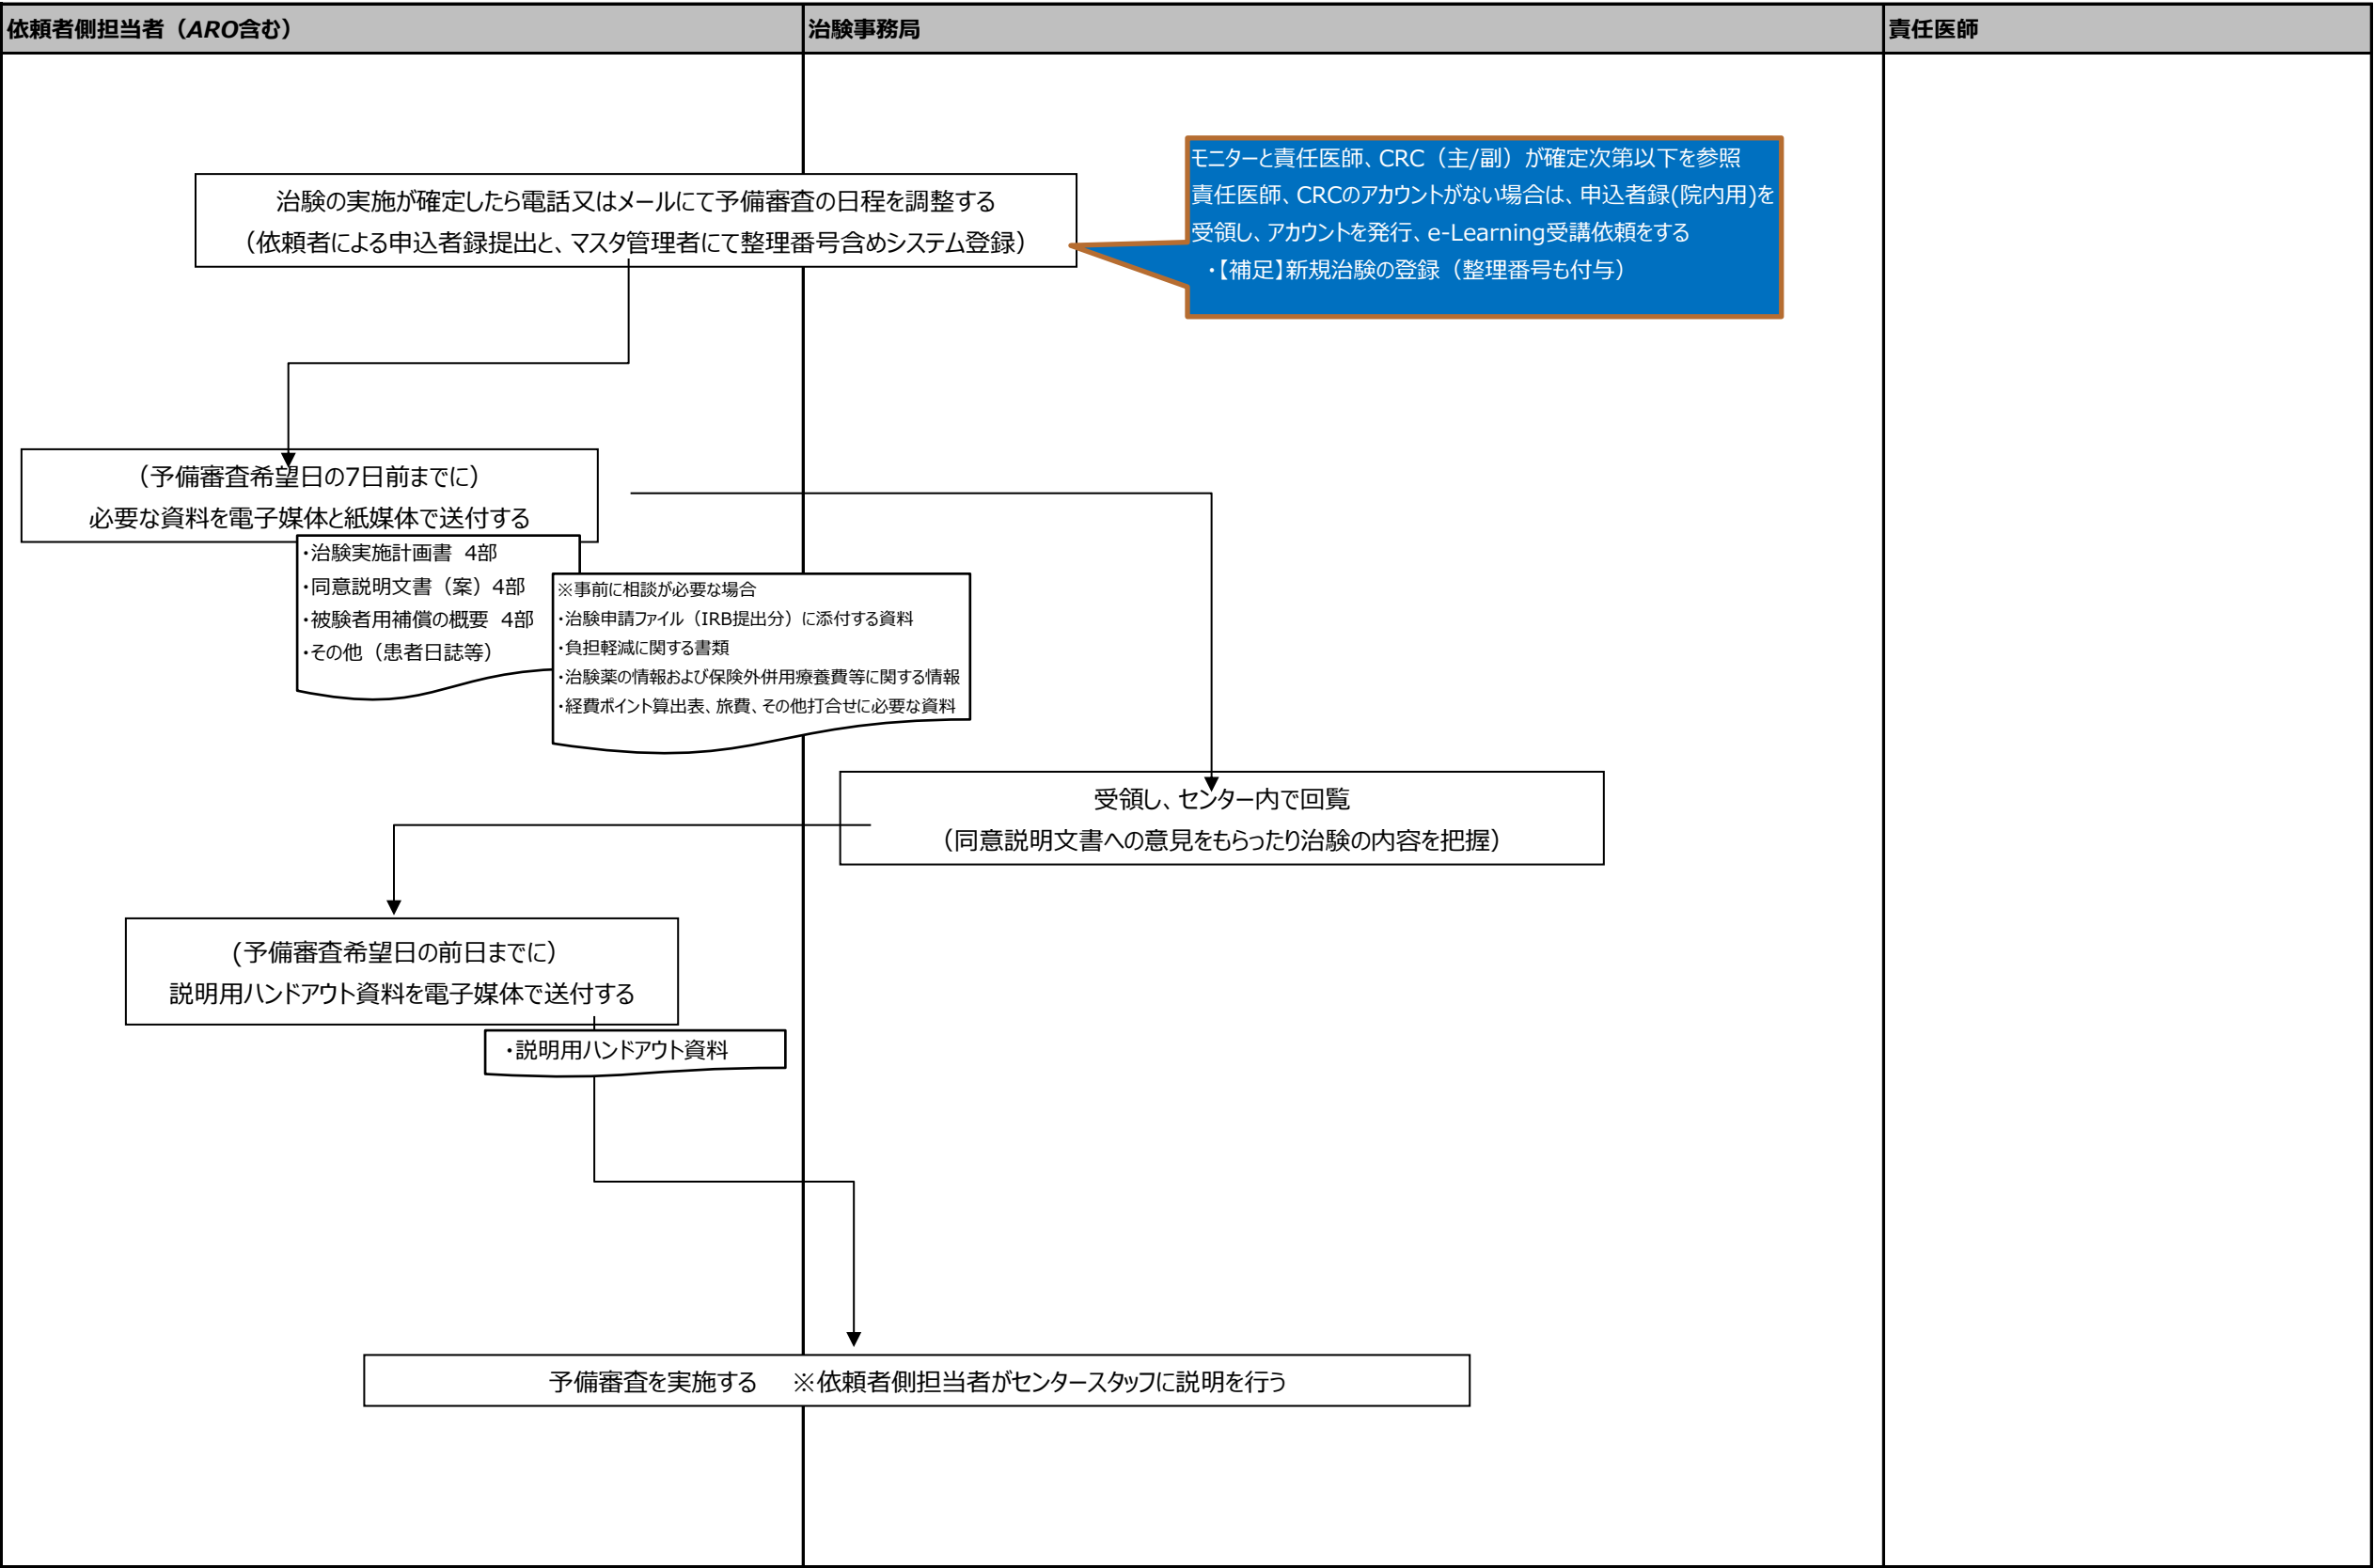 依頼者側担当者（ARO含む）
治験事務局
責任医師
モニターと責任医師、CRC（主/副）が確定次第以下を参照
責任医師、CRCのアカウントがない場合は、申込者録(院内用)を
受領し、アカウントを発行、e-Learning受講依頼をする
・【補足】新規治験の登録（整理番号も付与）
治験の実施が確定したら電話又はメールにて予備審査の日程を調整する
（依頼者による申込者録提出と、マスタ管理者にて整理番号含めシステム登録）
（予備審査希望日の7日前までに）
必要な資料を電子媒体と紙媒体で送付する
・治験実施計画書 4部
・同意説明文書（案）4部
・被験者用補償の概要 4部
・その他（患者日誌等）
※事前に相談が必要な場合
・治験申請ファイル（IRB提出分）に添付する資料
・負担軽減に関する書類
・治験薬の情報および保険外併用療養費等に関する情報
・経費ポイント算出表、旅費、その他打合せに必要な資料
受領し、センター内で回覧
（同意説明文書への意見をもらったり治験の内容を把握）
(予備審査希望日の前日までに）
説明用ハンドアウト資料を電子媒体で送付する
・説明用ハンドアウト資料
予備審査を実施する　※依頼者側担当者がセンタースタッフに説明を行う